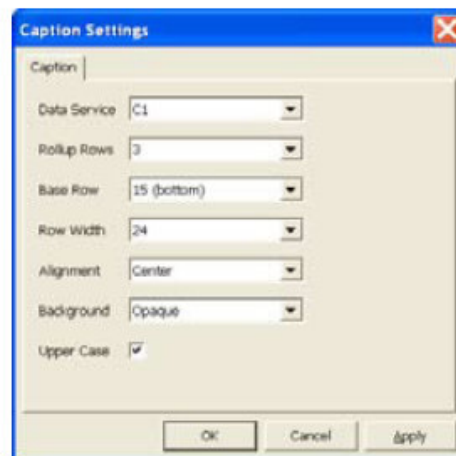 Caption Settings
Caption
Data Service C1
Rollup Rows 3
Base Row 15 (bottom)
Row Width 24
Alignment Center
Background Opaque
Upper Case
OK Cancel Apply